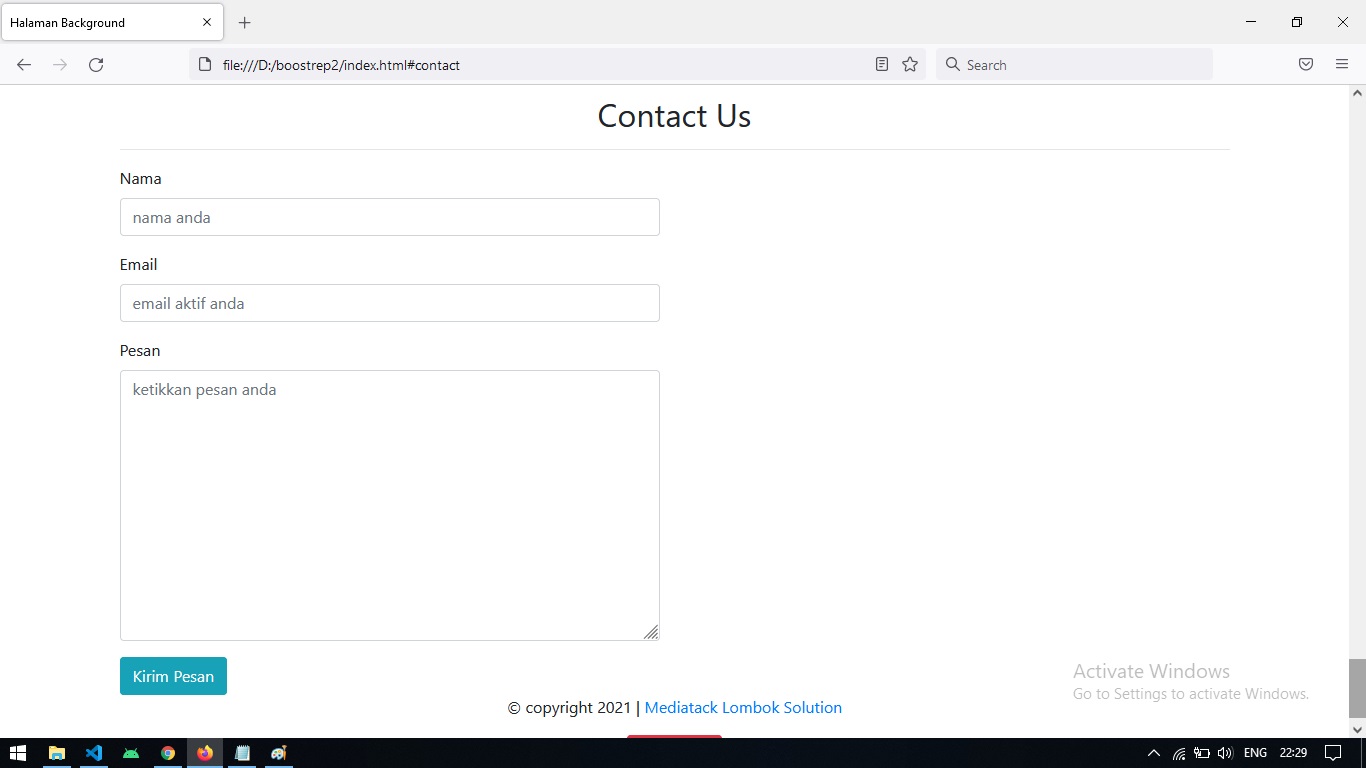 Halaman Background
file:///D:/boostrep2/index.html#contact
Search
Contact Us
Nama
nama anda
Email
email aktif anda
Pesan
ketikkan pesan anda
Kirim Pesan
Activate Windows
Go to Settings to activate Windows.
© copyright 2021 | Mediatack Lombok Solution
ENG 22:29